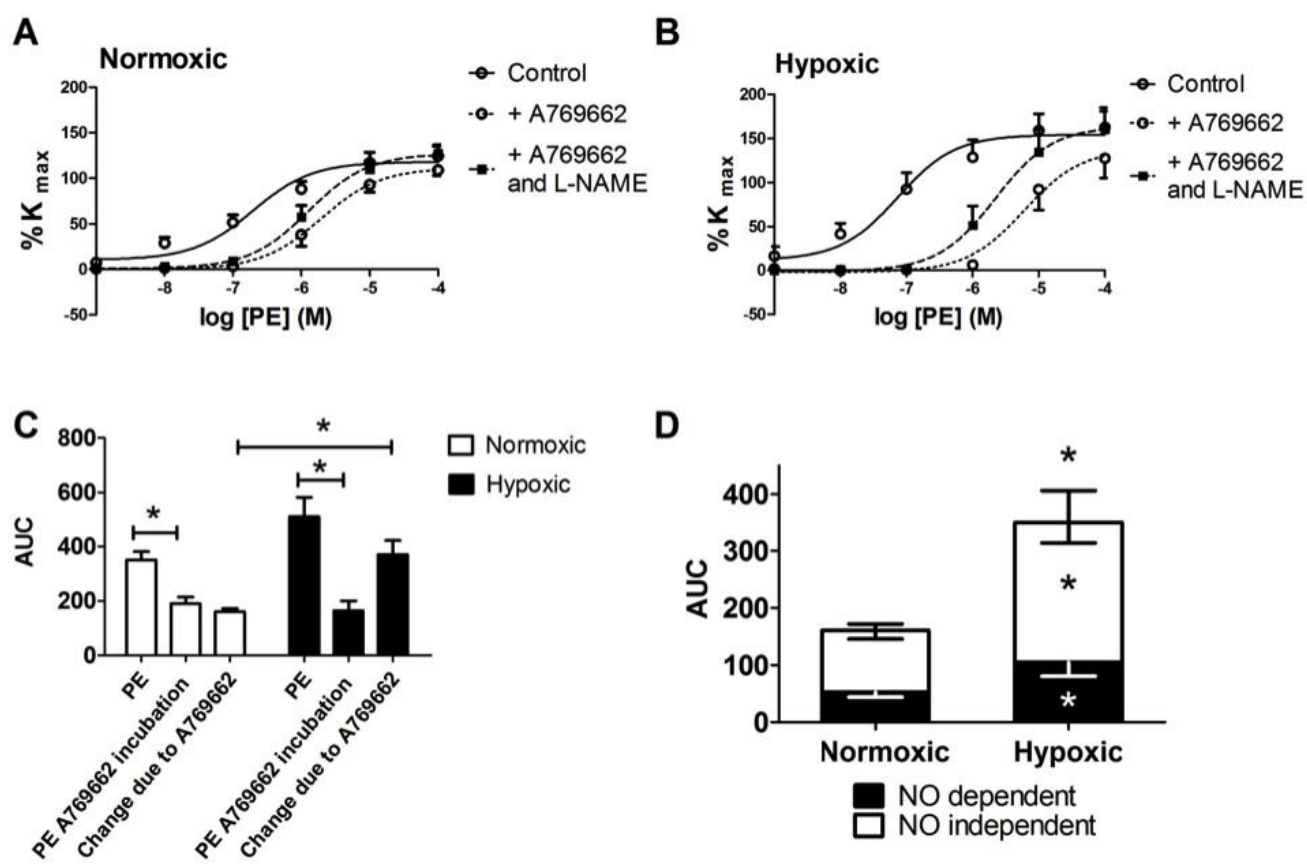 A
Normoxic
200
150
100
50
0
-50
% K max
-8
-7
-6
-5
-4
log [PE] (M)
Control
+ A769662
+ A769662
and L-NAME
B
Hypoxic
200
150
100
50
0
-50
% K max
-8
-7
-6
-5
-4
log [PE] (M)
Control
+ A769662
+ A769662
and L-NAME
C
800
600
400
200
0
AUC
*
*
*
Normoxic
Hypoxic
PE
PE A769662 incubation
Change due to A769662
PE
PE A769662 incubation
Change due to A769662
D
400
300
200
100
0
AUC
*
*
*
Normoxic
Hypoxic
NO dependent
NO independent